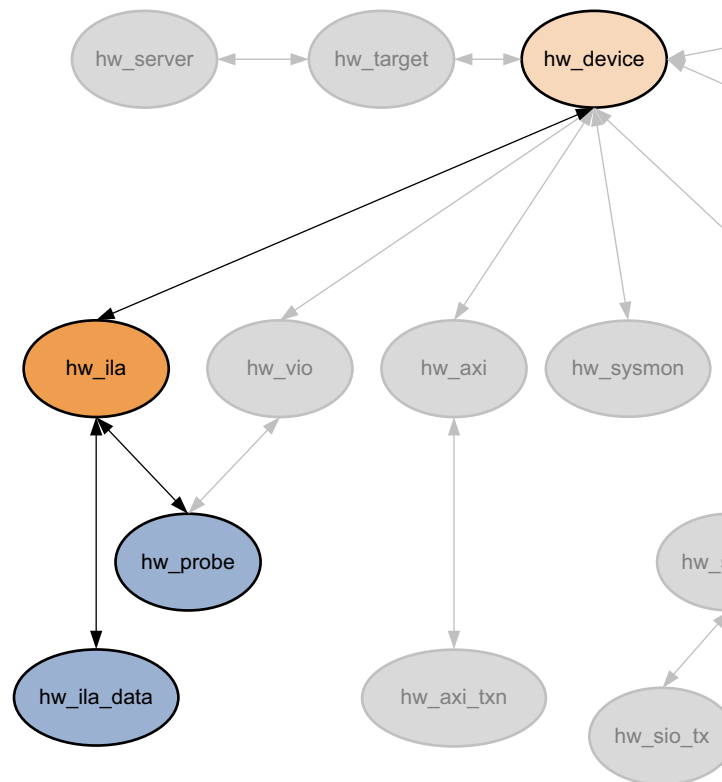 hw_server
hw_target
hw_device
hw_ila
hw_vio
hw_axi
hw_sysmon
hw_probe
hw_ila_data
hw_axi_txn
hw_sio_tx